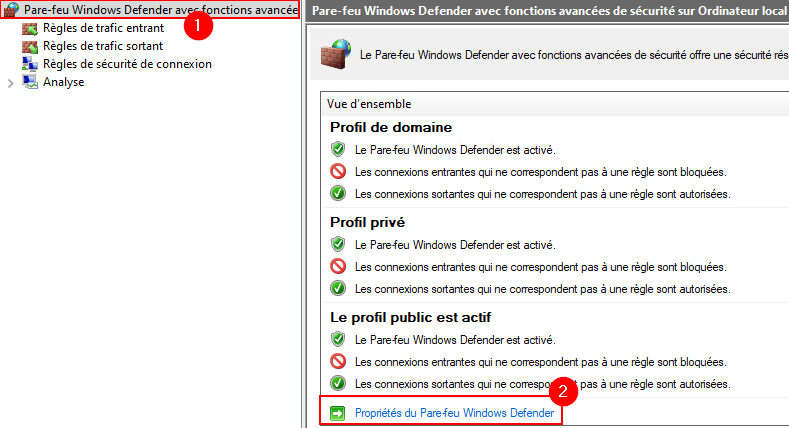 Pare-feu Windows Defender avec fonctions avancée
1
Règles de trafic entrant
Règles de trafic sortant
Règles de sécurité de connexion
Analyse
Pare-feu Windows Defender avec fonctions avancées de sécurité sur Ordinateur local
Le Pare-feu Windows Defender avec fonctions avancées de sécurité offre une sécurité rés
Vue d'ensemble
Profil de domaine
Le Pare-feu Windows Defender est activé.
Les connexions entrantes qui ne correspondent pas à une règle sont bloquées.
Les connexions sortantes qui ne correspondent pas à une règle sont autorisées.
Profil privé
Le Pare-feu Windows Defender est activé.
Les connexions entrantes qui ne correspondent pas à une règle sont bloquées.
Les connexions sortantes qui ne correspondent pas à une règle sont autorisées.
Le profil public est actif
Le Pare-feu Windows Defender est activé.
Les connexions entrantes qui ne correspondent pas à une règle sont bloquées.
Les connexions sortantes qui ne correspondent pas à une règle sont autorisées.
2
Propriétés du Pare-feu Windows Defender